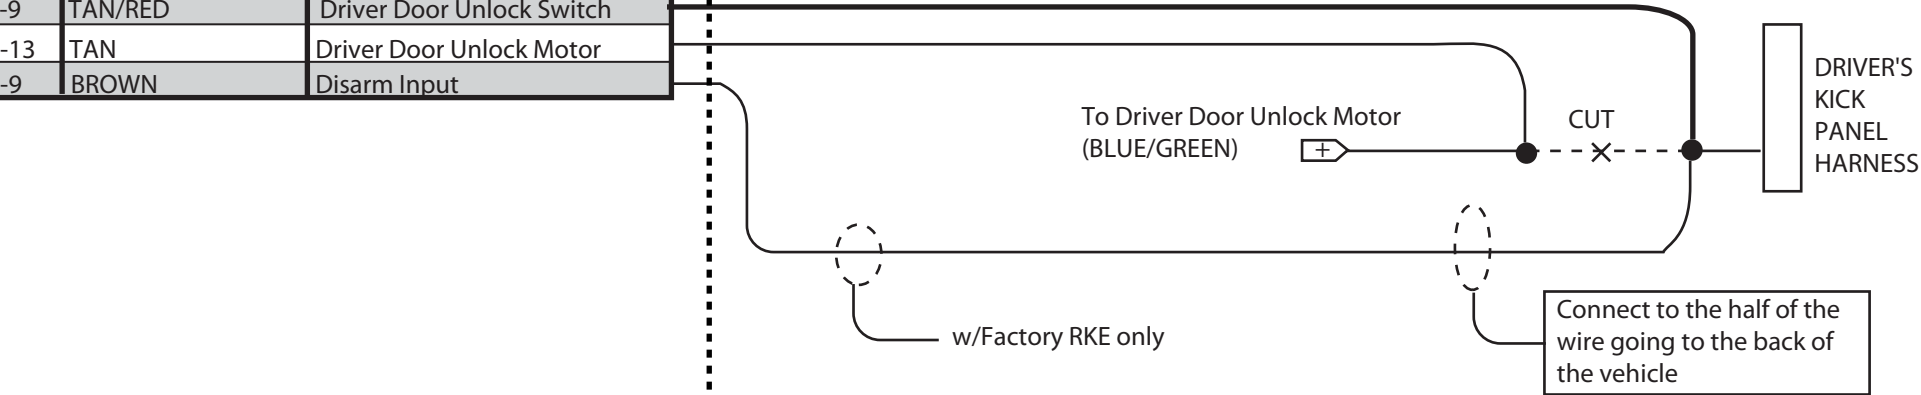 -9 TAN/RED Driver Door Unlock Switch
-13 TAN Driver Door Unlock Motor
-9 BROWN Disarm Input
To Driver Door Unlock Motor
(BLUE/GREEN)
+
CUT
DRIVER'S
KICK
PANEL
HARNESS
w/Factory RKE only
Connect to the half of the
wire going to the back of
the vehicle